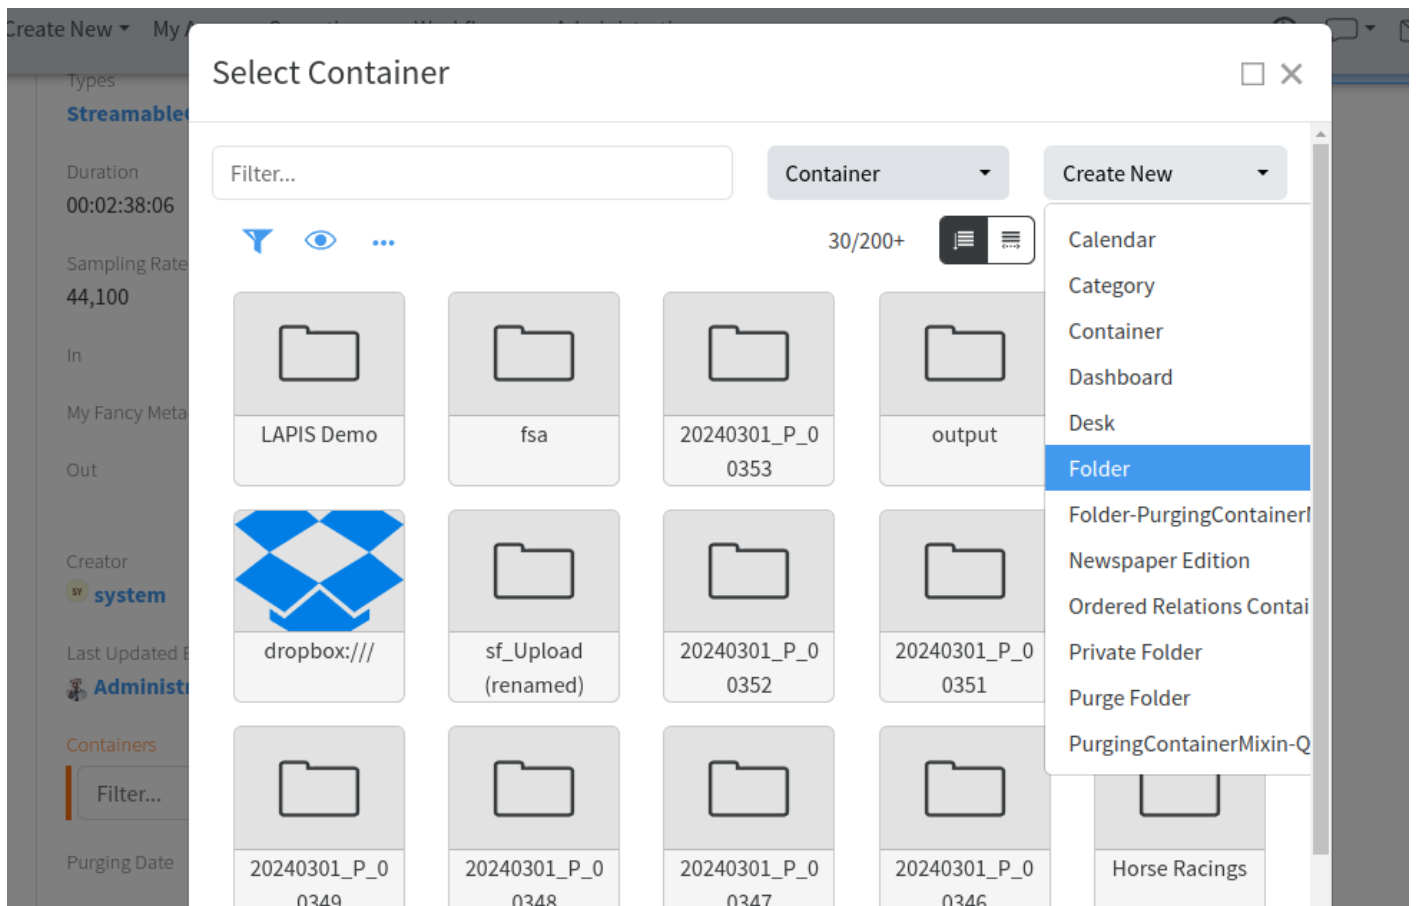 Create New
My
Select Container
Types
Streamable
Duration
00:02:38:06
Sampling Rate
44,100
In
My Fancy Meta
Out
Creator
SY system
Last Updated
Administ
Containers
Filter...
Purging Date
Filter...
Container
Create New
30/200+
Calendar
Category
Container
Dashboard
Desk
Folder
Folder-PurgingContainer
Newspaper Edition
Ordered Relations Contai
Private Folder
Purge Folder
PurgingContainerMixin-Q
LAPIS Demo
fsa
20240301_P_0
0353
output
dropbox:///
sf_Upload
(renamed)
20240301_P_0
0352
20240301_P_0
0351
20240301_P_0
0349
20240301_P_0
0348
20240301_P_0
0347
20240301_P_0
0346
Horse Racings